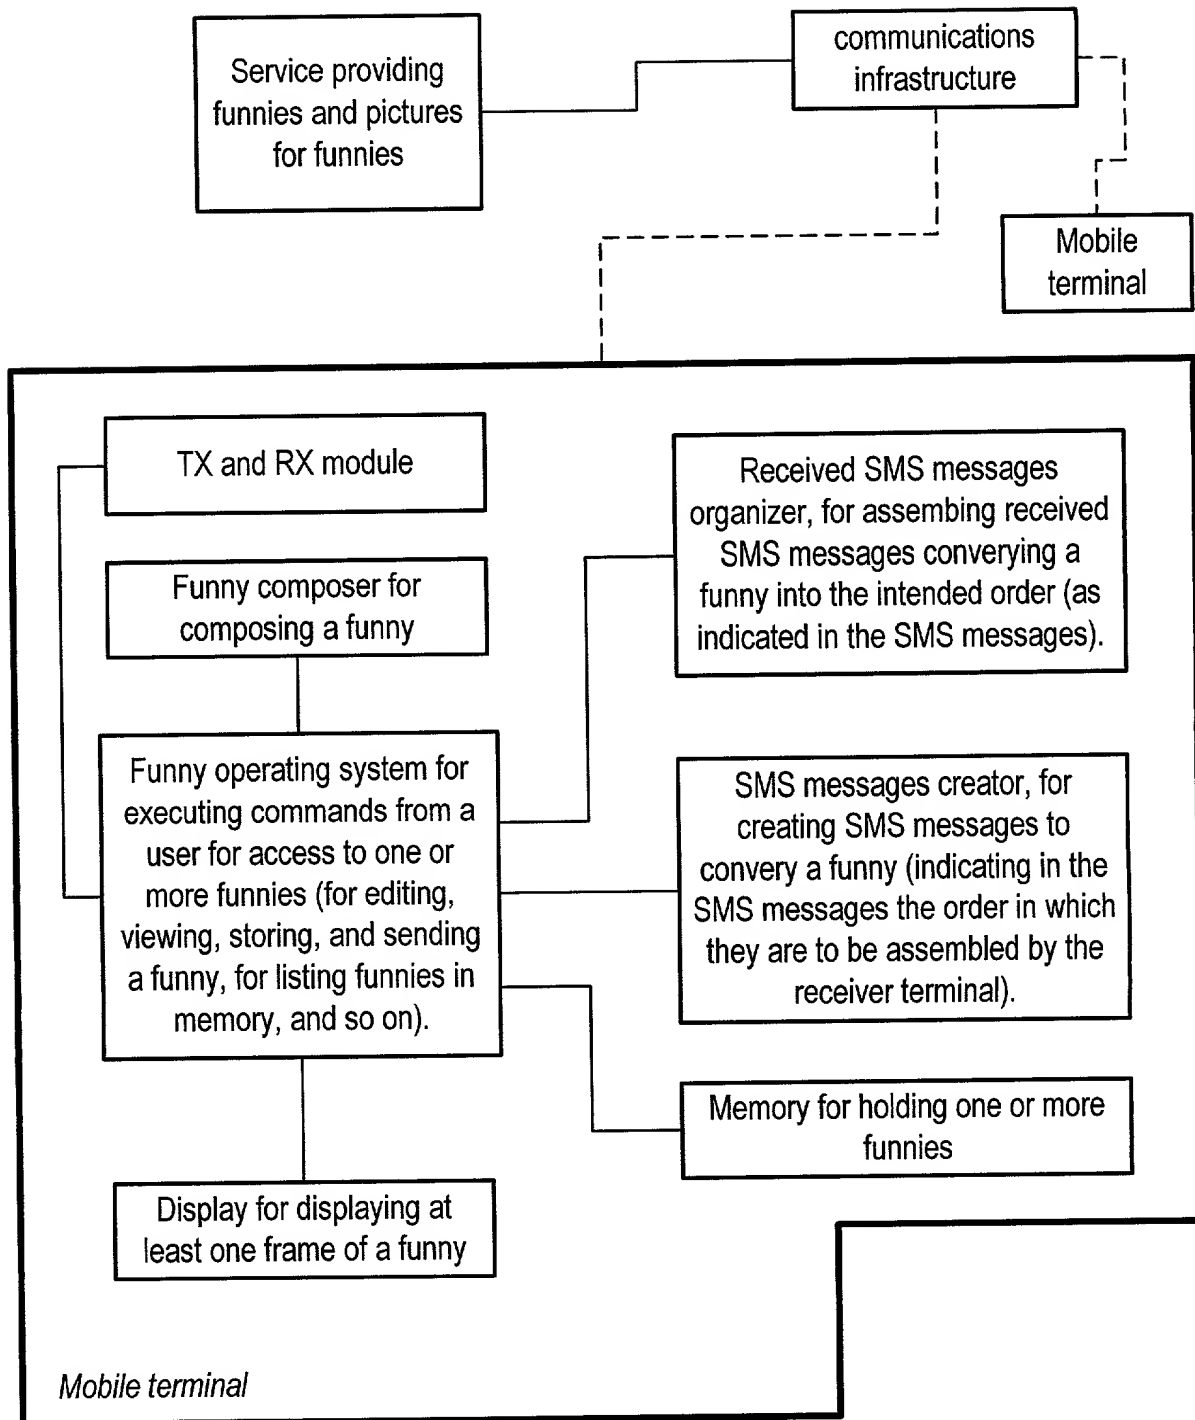 Service providing
funnies and pictures
for funnies
communications
infrastructure
Mobile
terminal
TX and RX module
Funny composer for
composing a funny
Funny operating system for
executing commands from a
user for access to one or
more funnies (for editing,
viewing, storing, and sending
a funny, for listing funnies in
memory, and so on).
Display for displaying at
least one frame of a funny
Received SMS messages
organizer, for assembing received
SMS messages converying a
funny into the intended order (as
indicated in the SMS messages).
SMS messages creator, for
creating SMS messages to
convery a funny (indicating in the
SMS messages the order in which
they are to be assembled by the
receiver terminal).
Memory for holding one or more
funnies
Mobile terminal